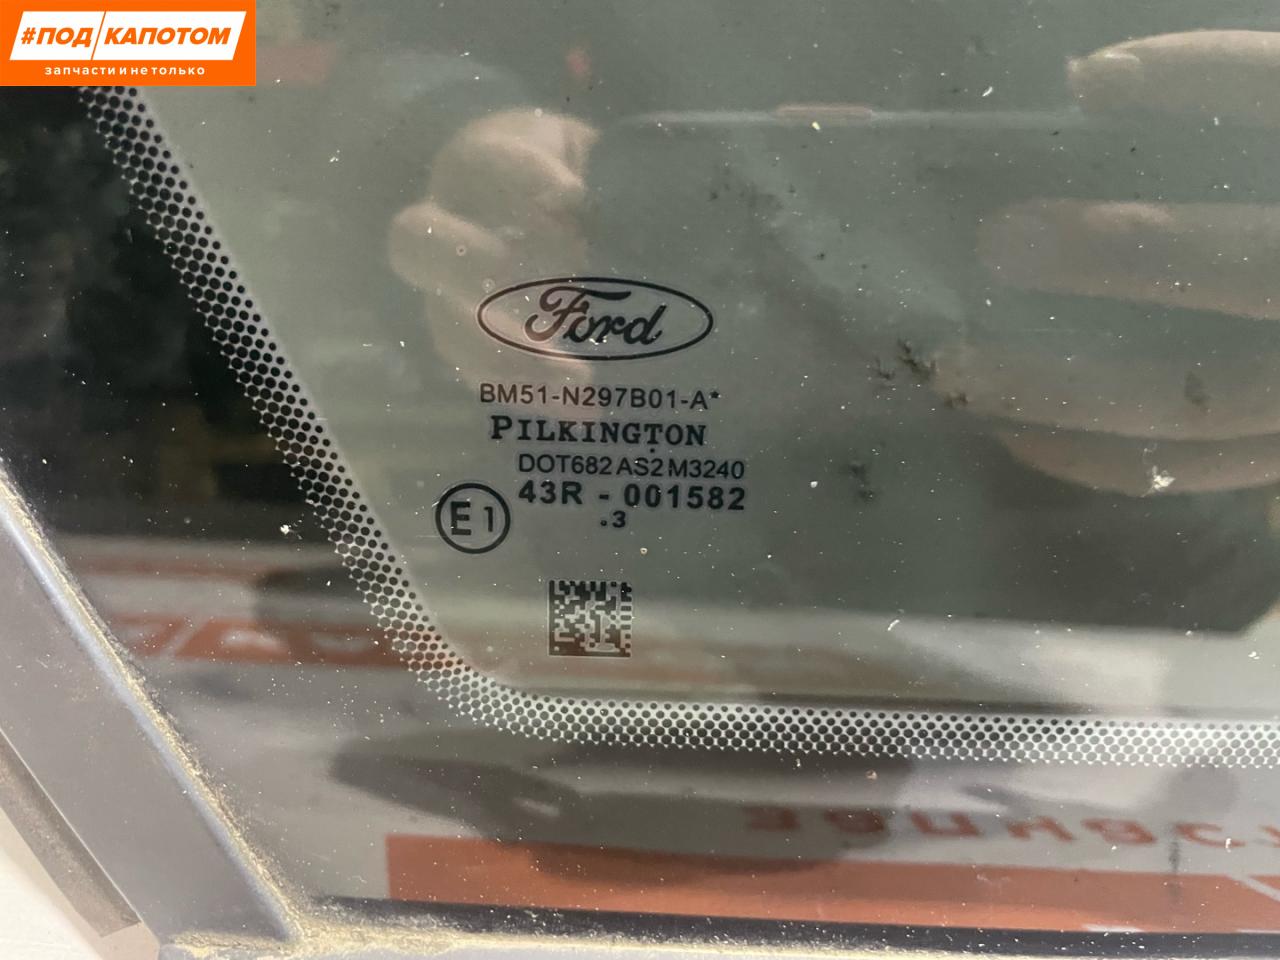 #ПОД КАПОТОМ
запчасти и не только
Ford
BM51-N297B01-A*
PILKINGTON
DOT682 AS2 M3240
43R - 001582
E1
.3